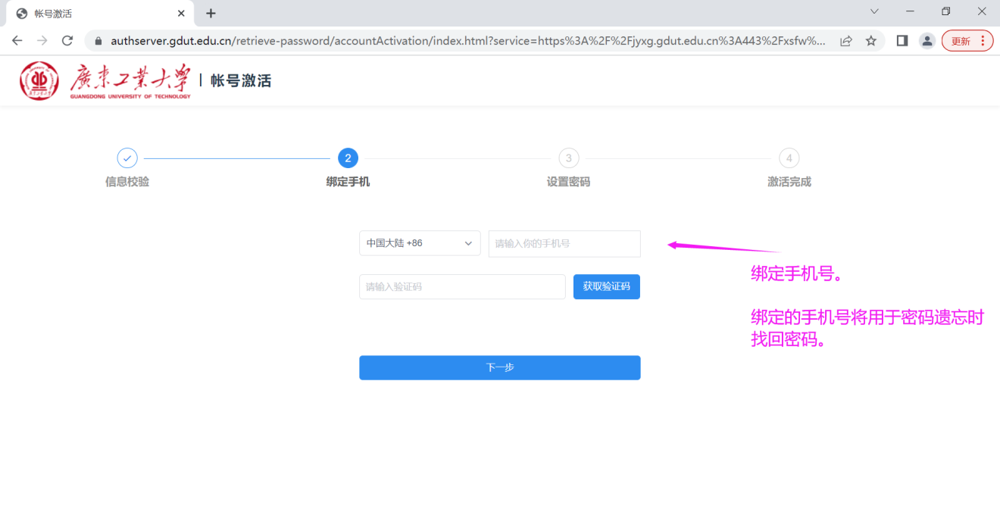 帐号激活
authserver.gdut.edu.cn/retrieve-password/accountActivation/index.html?service=https%3A%2F%2Fjyxg.gdut.edu.cn%3A443%2Fxsfw%...
更新
廣東工業大學 | 帐号激活
GUANGDONG UNIVERSITY OF TECHNOLOGY
2 3 4
信息校验 绑定手机 设置密码 激活完成
中国大陆 +86 请输入你的手机号
绑定手机号。
请输入验证码 获取验证码
绑定的手机号将用于密码遗忘时
找回密码。
下一步